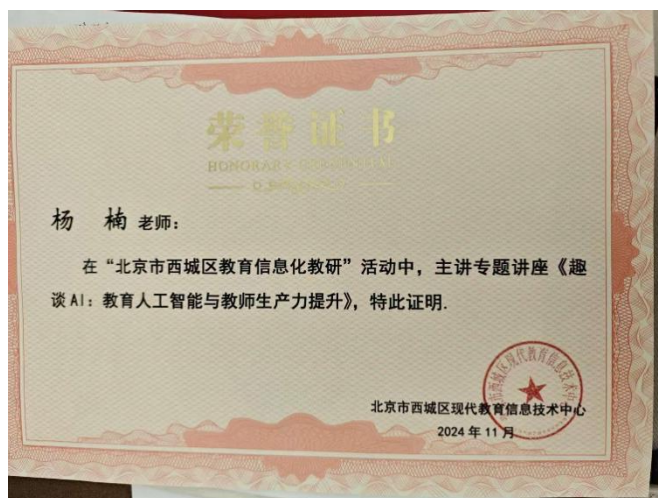 荣誉证书
杨 楠 老师：
在“北京市西城区教育信息化教研”活动中，主讲专题讲座《趣
谈AI：教育人工智能与教师生产力提升》，特此证明.
北京市西城区现代教育信息技术中心
2024年11月